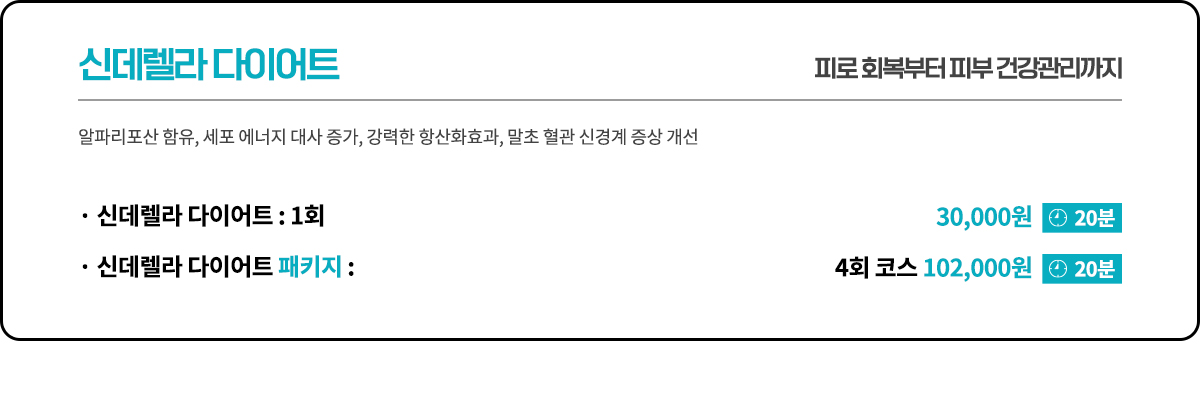 신데렐라 다이어트 피로 회복부터 피부 건강관리까지
알파리포산 함유, 세포 에너지 대사 증가, 강력한 항산화효과, 말초 혈관 신경계 증상 개선
· 신데렐라 다이어트 : 1회 30,000원 20분
· 신데렐라 다이어트 패키지 : 4회 코스 102,000원 20분